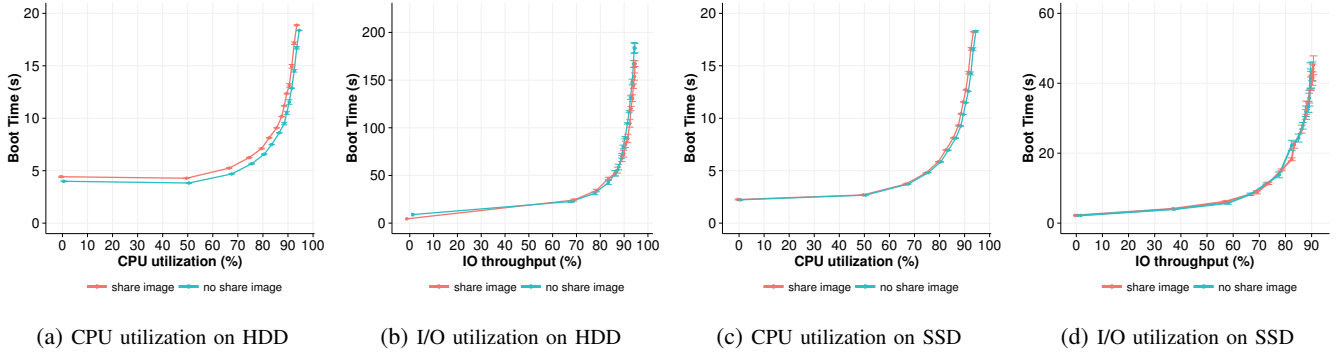 20
15
10
5
0
Boot Time (s)
0 10 20 30 40 50 60 70 80 90 100
CPU utilization (%)
share image no share image
(a) CPU utilization on HDD
200
150
100
50
0
Boot Time (s)
0 10 20 30 40 50 60 70 80 90 100
IO throughput (%)
share image no share image
(b) I/O utilization on HDD
20
15
10
5
0
Boot Time (s)
0 10 20 30 40 50 60 70 80 90 100
CPU utilization (%)
share image no share image
(c) CPU utilization on SSD
60
40
20
0
Boot Time (s)
0 10 20 30 40 50 60 70 80 90
IO throughput (%)
share image no share image
(d) I/O utilization on SSD